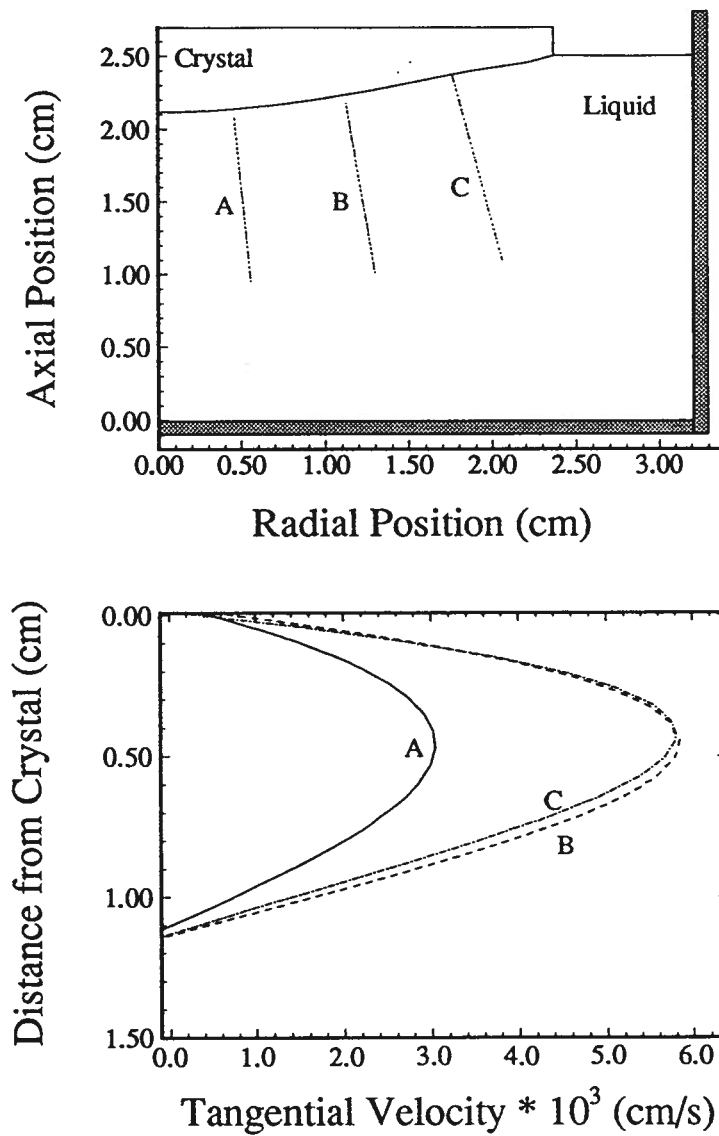 2.50
Crystal
Liquid
2.00
A
B
C
1.50
1.00
0.50
0.00
Axial Position (cm)
0.00 0.50 1.00 1.50 2.00 2.50 3.00
Radial Position (cm)
0.00
A
0.50
C
B
1.00
1.50
Distance from Crystal (cm)
0.0 1.0 2.0 3.0 4.0 5.0 6.0
Tangential Velocity * 10³ (cm/s)